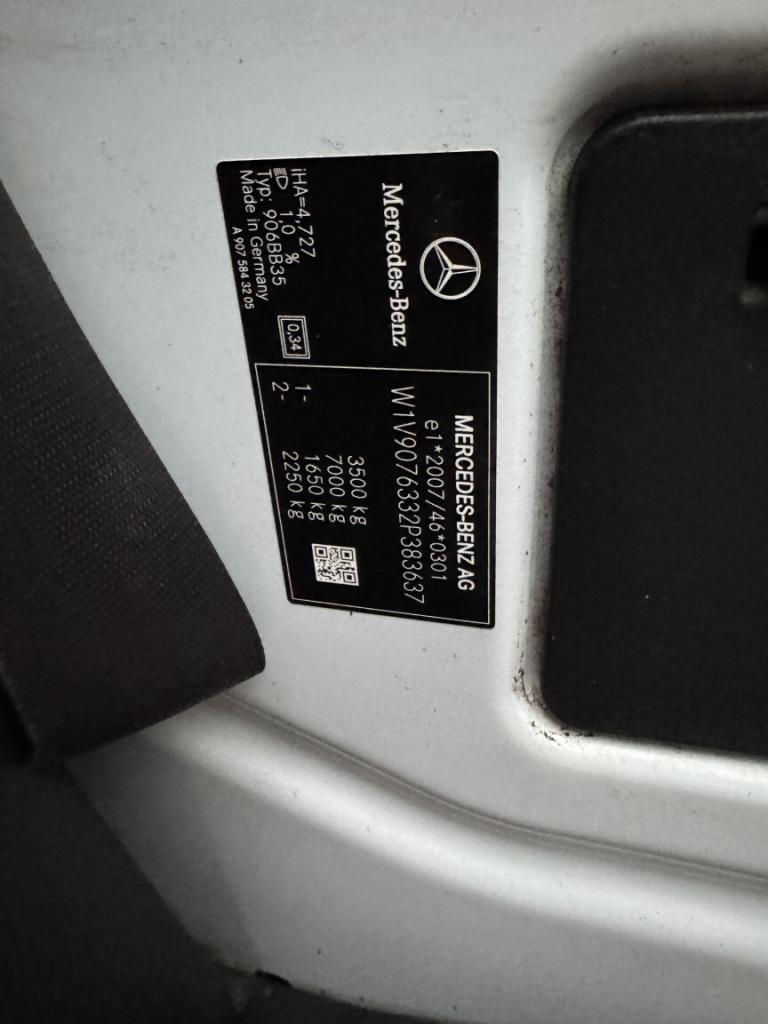 Mercedes-Benz
iHA=4,727
1,0 %
Typ: 906BB35
Made in Germany
A 907 584 32 05
0,34
MERCEDES-BENZ AG
e1*2007/46*0301
W1V9076332P383637
3500 kg
7000 kg
1- 1650 kg
2- 2250 kg